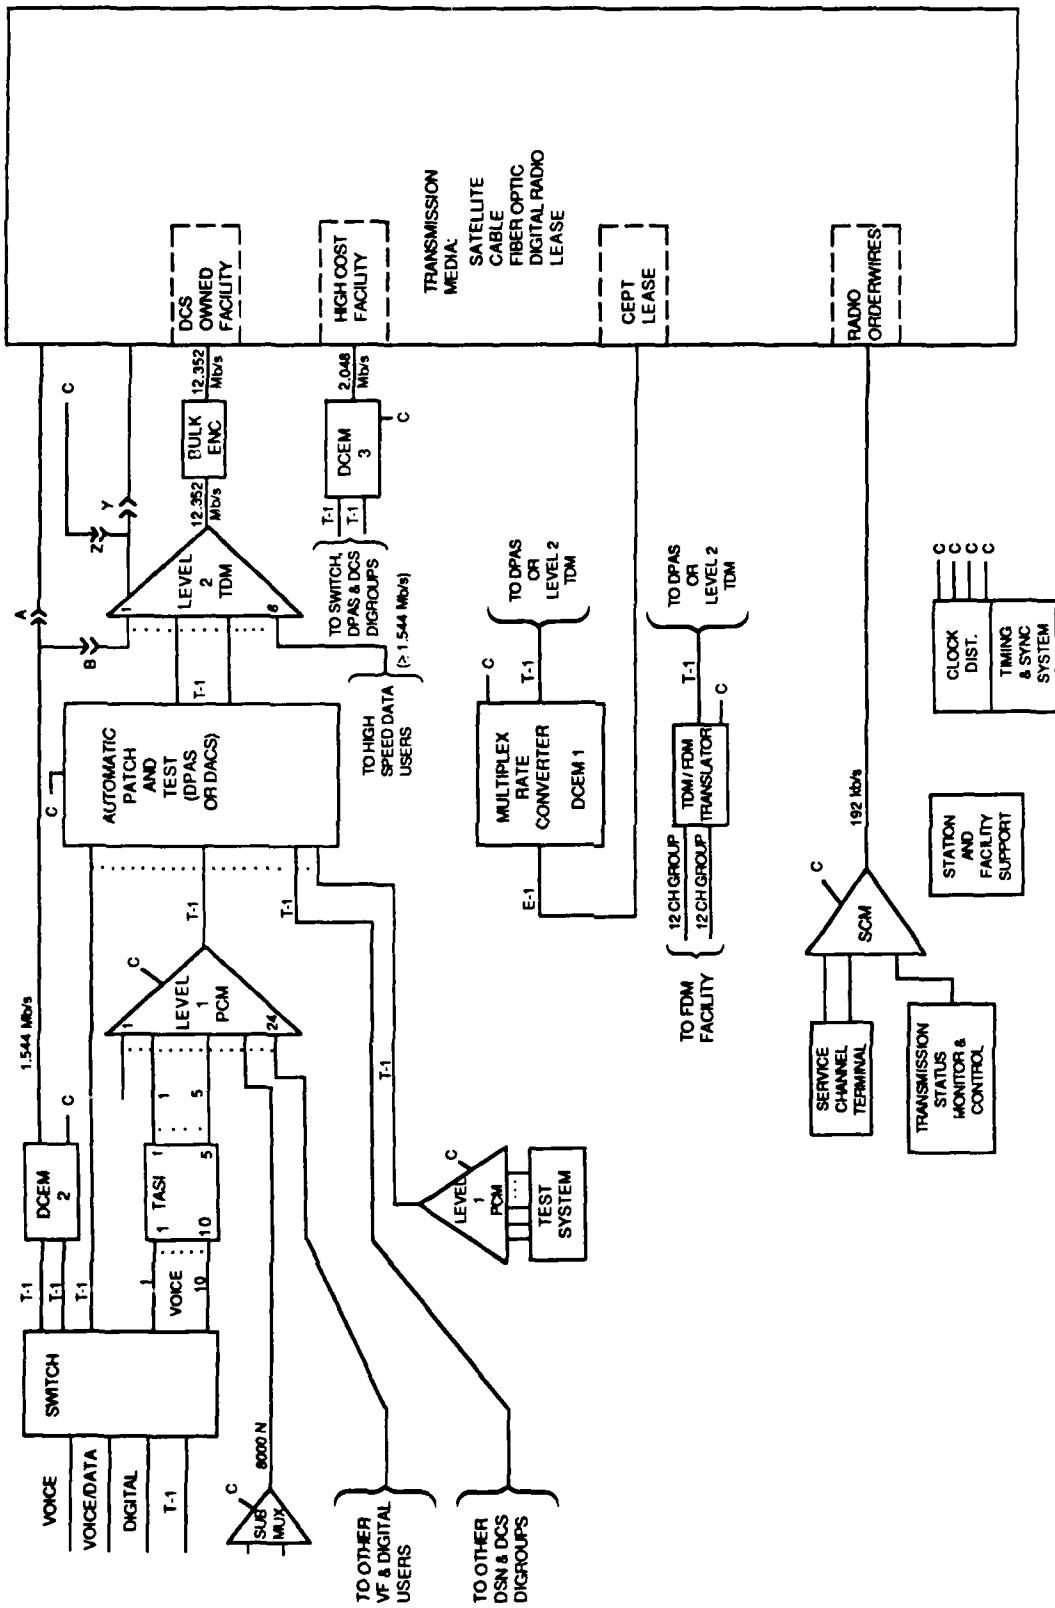 VOICE
VOICE/DATA
DIGITAL
T-1
SWITCH
T-1
T-1
T-1
DCEM
2
C
1.544 Mb/s
A
B
1
VOICE
10
1
TASI
1
10
5
1
5
C
SUB
MUX
8000 N
TO OTHER
VF & DIGITAL
USERS
TO OTHER
DSN & DCS
DIGROUPS
1
LEVEL
1
PCM
24
C
T-1
T-1
T-1
LEVEL
1
PCM
C
TEST
SYSTEM
C
AUTOMATIC
PATCH
AND
TEST
(DPAS
OR DACS)
T-1
1
LEVEL
2
TDM
8
Z
Y
C
TO HIGH
SPEED DATA
USERS
(≥ 1.544 Mb/s)
12.352
Mb/s
BULK
ENC
12.352
Mb/s
DCS
OWNED
FACILITY
TO SWITCH,
DPAS & DCS
DIGROUPS
T-1
T-1
DCEM
3
C
2.048
Mb/s
HIGH COST
FACILITY
TRANSMISSION
MEDIA:
SATELLITE
CABLE
FIBER OPTIC
DIGITAL RADIO
LEASE
E-1
MULTIPLEX
RATE
CONVERTER
DCEM 1
C
T-1
TO DPAS
OR
LEVEL 2
TDM
CEPT
LEASE
TO FDM
FACILITY
12 CH GROUP
12 CH GROUP
TDM / FDM
TRANSLATOR
C
T-1
TO DPAS
OR
LEVEL 2
TDM
SERVICE
CHANNEL
TERMINAL
TRANSMISSION
STATUS
MONITOR &
CONTROL
SCM
C
192 kb/s
RADIO
ORDERWIRES
STATION
AND
FACILITY
SUPPORT
CLOCK
DIST.
TIMING
& SYNC
SYSTEM
C
C
C
C